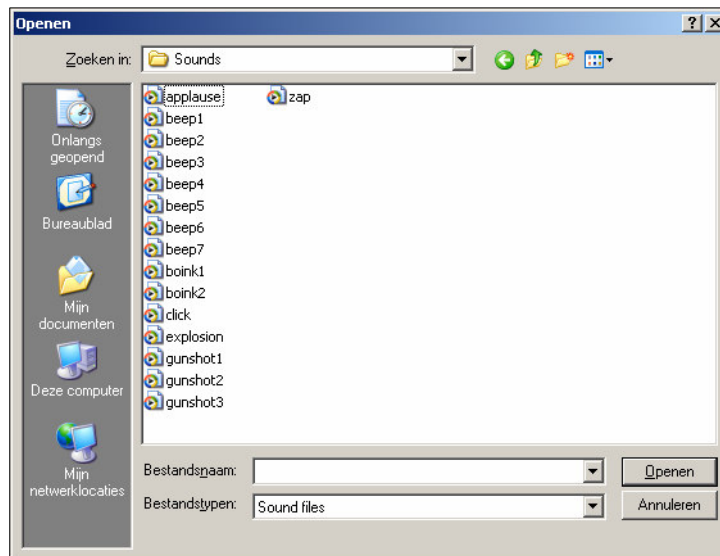 Openen
Zoeken in:
Sounds
Onlangs
geopend
Bureaublad
Mijn
documenten
Deze computer
Mijn
netwerklocaties
applause
beep1
beep2
beep3
beep4
beep5
beep6
beep7
boink1
boink2
click
explosion
gunshot1
gunshot2
gunshot3
zap
Bestandsnaam:
Openen
Bestandstypen:
Sound files
Annuleren